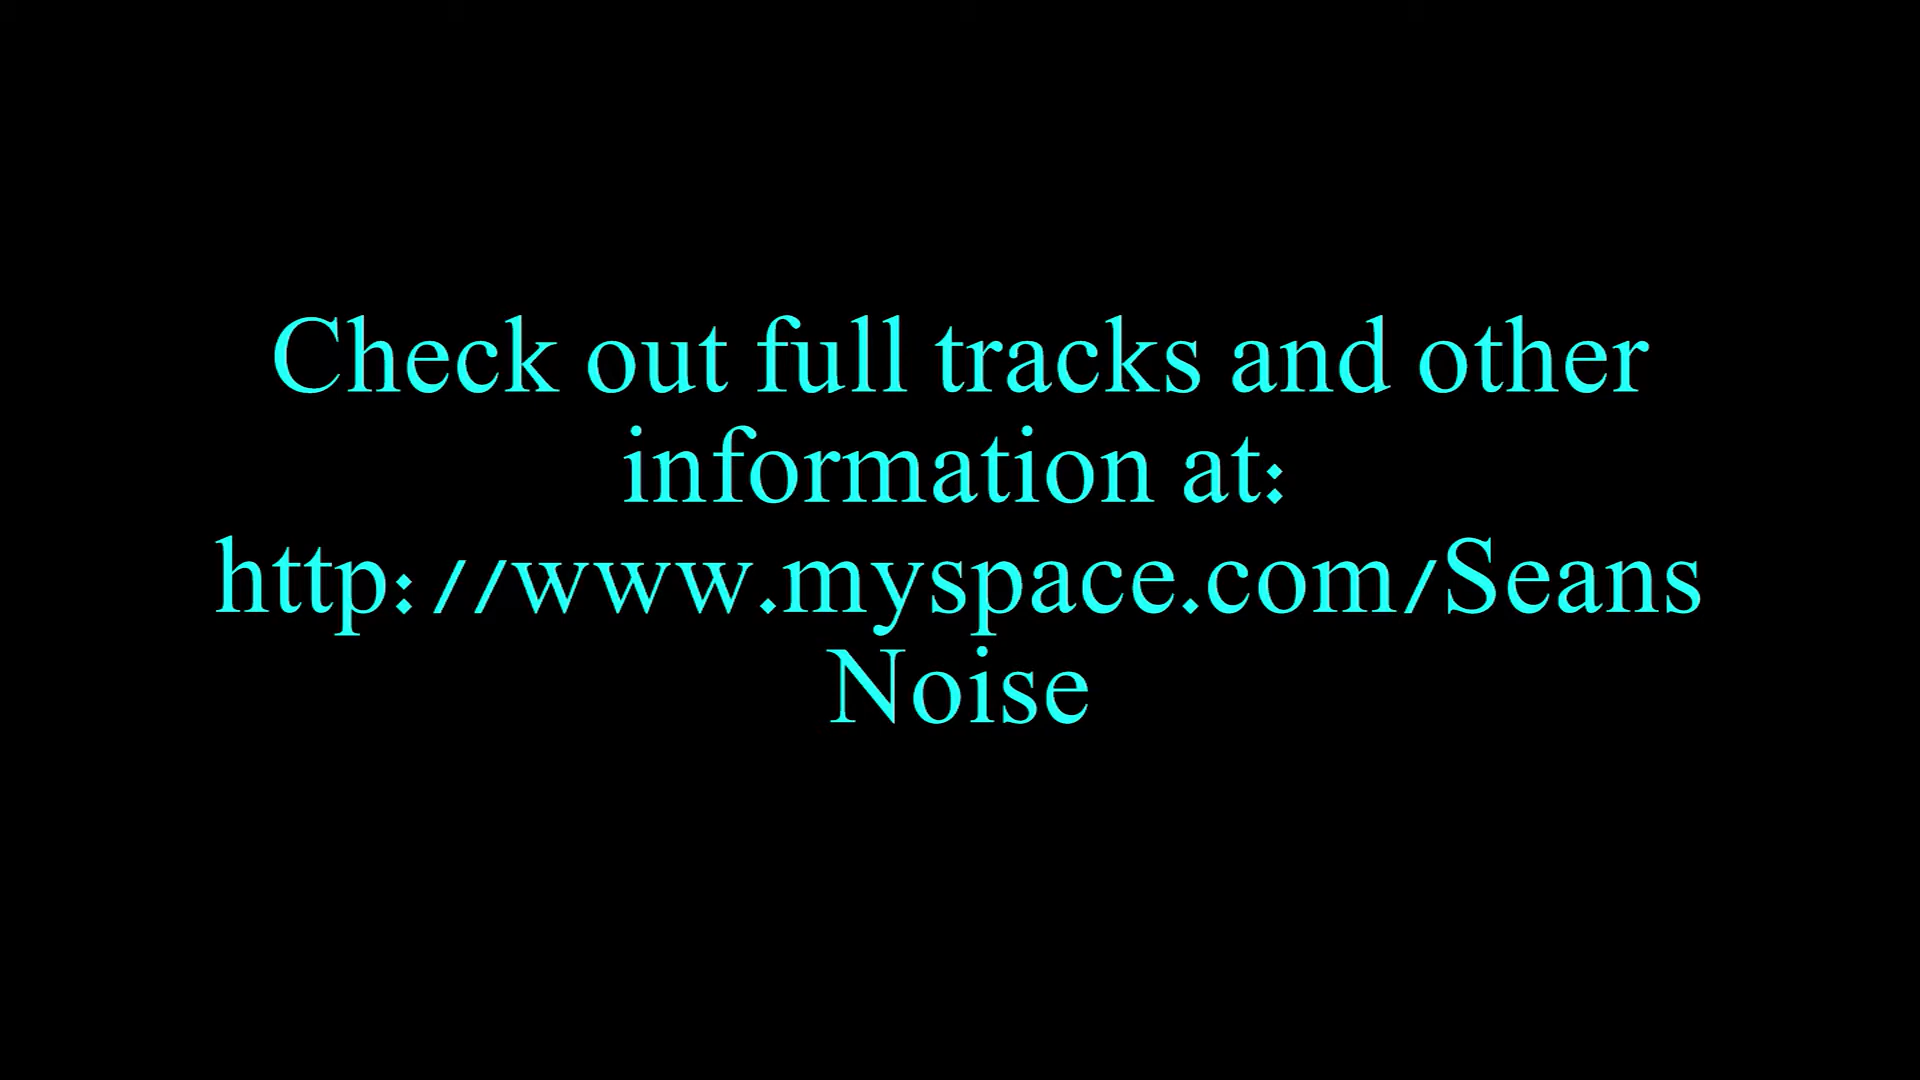 Check out full tracks and other
information at:
http://www.myspace.com/Seans
Noise